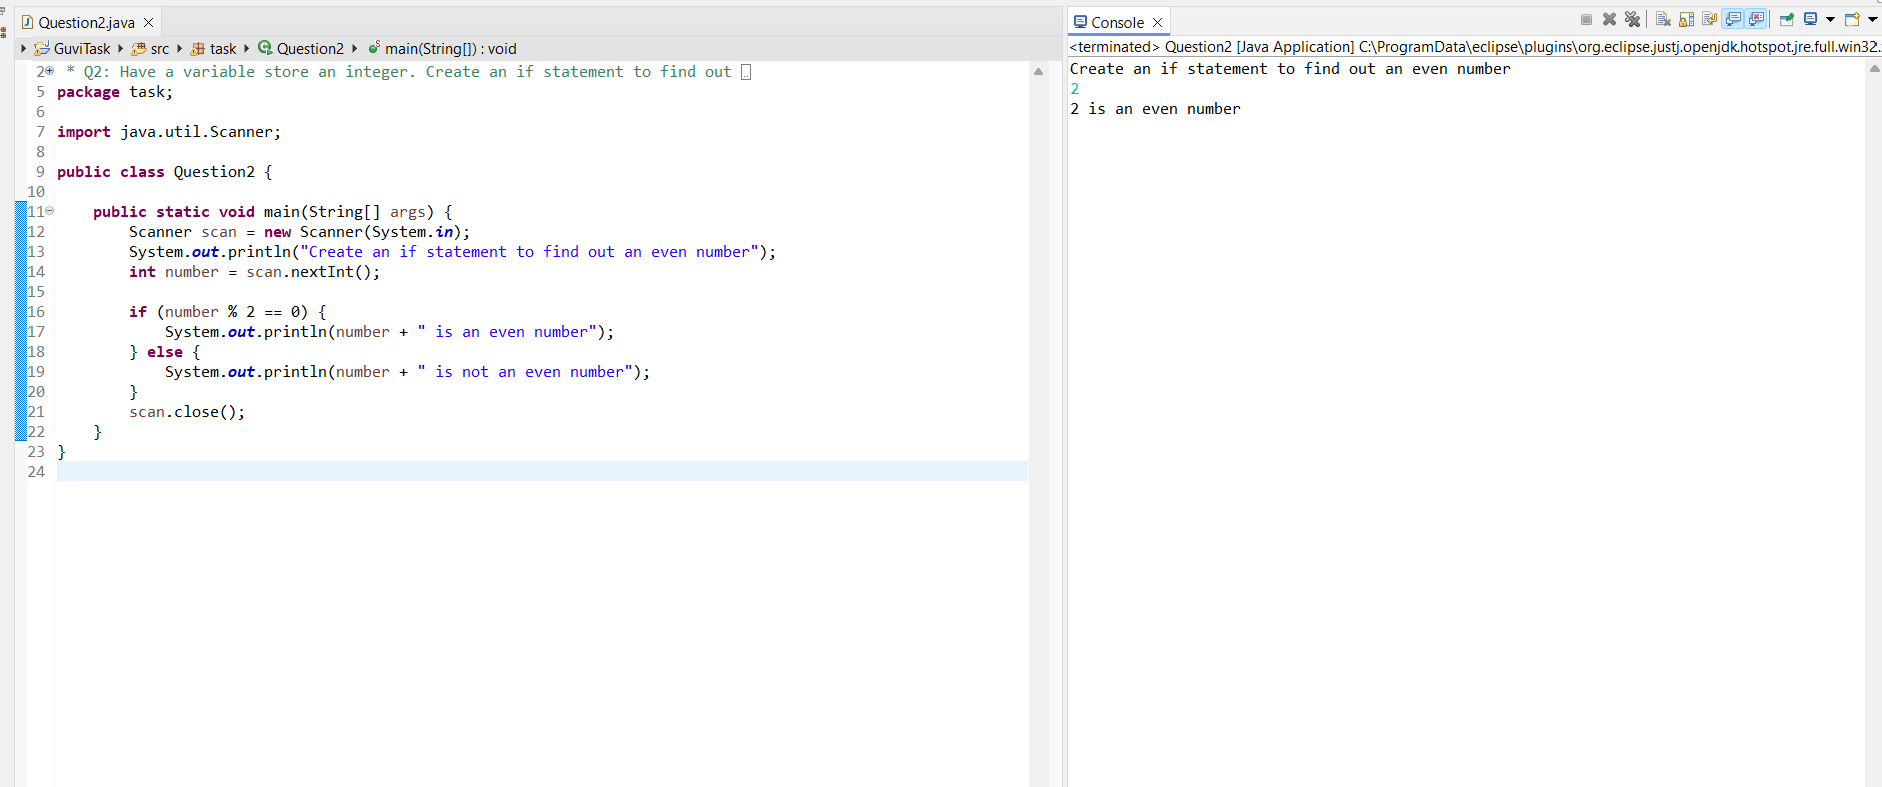 Question2.java
GuviTask src task Question2 main(String[]) : void
2 * Q2: Have a variable store an integer. Create an if statement to find out
5 package task;
6
7 import java.util.Scanner;
8
9 public class Question2 {
10
11 public static void main(String[] args) {
12 Scanner scan = new Scanner(System.in);
13 System.out.println("Create an if statement to find out an even number");
14 int number = scan.nextInt();
15
16 if (number % 2 == 0) {
17 System.out.println(number + " is an even number");
18 } else {
19 System.out.println(number + " is not an even number");
20 }
21 scan.close();
22 }
23 }
24
Console
<terminated> Question2 [Java Application] C:\ProgramData\eclipse\plugins\org.eclipse.justj.openjdk.hotspot.jre.full.win32.
Create an if statement to find out an even number
2
2 is an even number